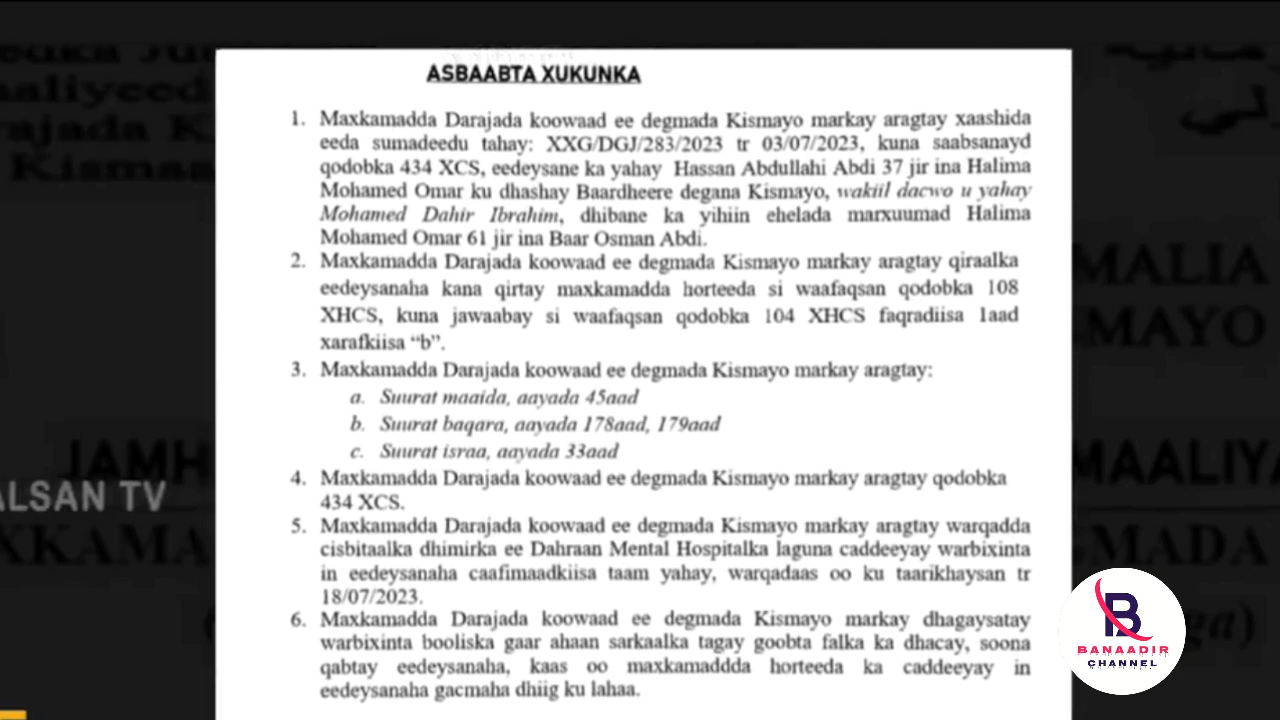 ASBAABTA XUKUNKA
1. Maxkamadda Darajada koowaad ee degmada Kismayo markay aragtay xaashida
eeda sumadeedu tahay: XXG/DGJ/283/2023 tr 03/07/2023, kuna saabsanayd
qodobka 434 XCS, eedeysane ka yahay Hassan Abdullahi Abdi 37 jir ina Halima
Mohamed Omar ku dhashay Baardheere degana Kismayo, wakiil dacwo u yahay
Mohamed Dahir Ibrahim, dhibane ka yihiin ehelada marxuumad Halima
Mohamed Omar 61 jir ina Baar Osman Abdi.
2. Maxkamadda Darajada koowaad ee degmada Kismayo markay aragtay qiraalka
eedeysanaha kana qirtay maxkamadda horteeda si waafaqsan qodobka 108
XHCS, kuna jawaabay si waafaqsan qodobka 104 XHCS faqradiisa 1aad
xarafkiisa “b”.
3. Maxkamadda Darajada koowaad ee degmada Kismayo markay aragtay:
a. Suurat maaida, aayada 45aad
b. Suurat baqara, aayada 178aad, 179aad
c. Suurat israa, aayada 33aad
4. Maxkamadda Darajada koowaad ee degmada Kismayo markay aragtay qodobka
434 XCS.
5. Maxkamadda Darajada koowaad ee degmada Kismayo markay aragtay warqadda
cisbitaalka dhimirka ee Dahraan Mental Hospitalka laguna caddeeyay warbixinta
in eedeysanaha caafimaadkiisa taam yahay, warqadaas oo ku taarikhaysan tr
18/07/2023.
6. Maxkamadda Darajada koowaad ee degmada Kismayo markay dhagaysatay
warbixinta booliska gaar ahaan sarkaalka tagay goobta falka ka dhacay, soona
qabtay eedeysanaha, kaas oo maxkamaddda horteeda ka caddeeyay in
eedeysanaha gacmaha dhiig ku lahaa.
ALSAN TV
MALIA
MAYO
JAMH
MAALIYA
XKAMA
GMADA
B
BANAADIR
CHANNEL